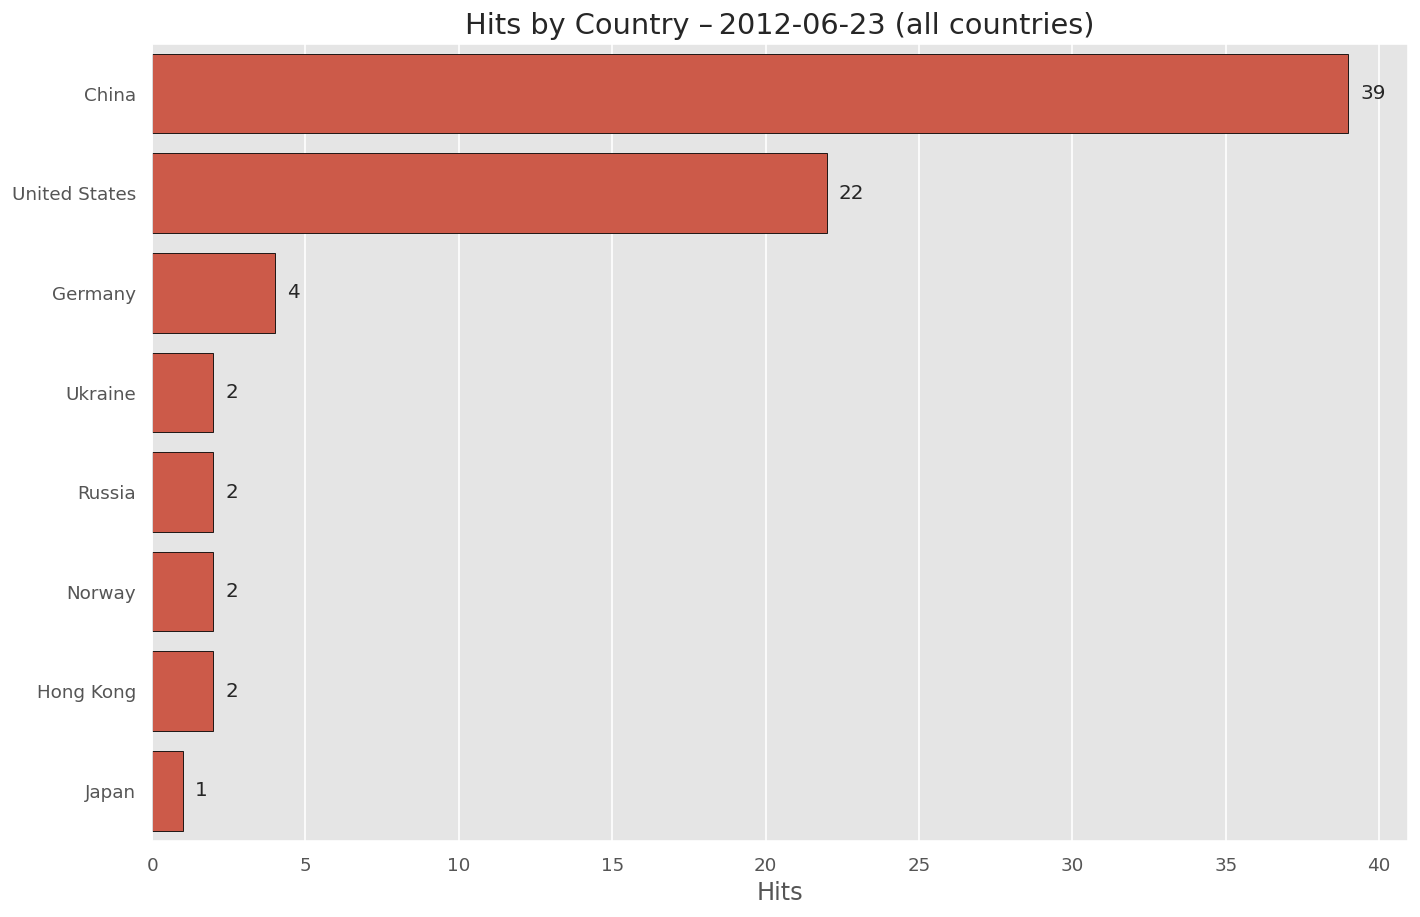 Hits by Country – 2012-06-23 (all countries)
China 39
United States 22
Germany 4
Ukraine 2
Russia 2
Norway 2
Hong Kong 2
Japan 1
0 5 10 15 20 25 30 35 40
Hits